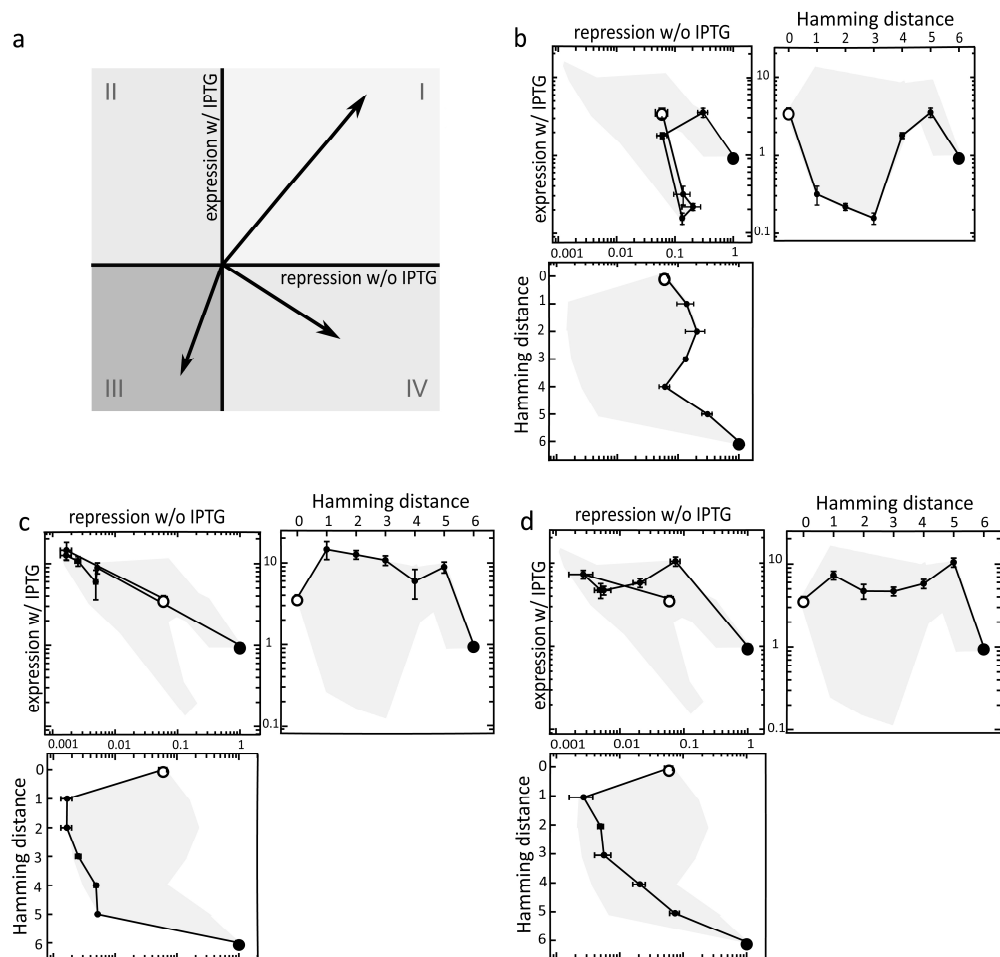 a
II
I
expression w/ IPTG
repression w/o IPTG
III
IV
b
repression w/o IPTG
Hamming distance
0 1 2 3 4 5 6
expression w/ IPTG
10
1
0.1
0.001 0.01 0.1 1
Hamming distance
0
1
2
3
4
5
6
c
repression w/o IPTG
Hamming distance
0 1 2 3 4 5 6
expression w/ IPTG
10
1
0.1
0.001 0.01 0.1 1
Hamming distance
0
1
2
3
4
5
6
d
repression w/o IPTG
Hamming distance
0 1 2 3 4 5 6
expression w/ IPTG
10
1
0.1
0.001 0.01 0.1 1
Hamming distance
0
1
2
3
4
5
6